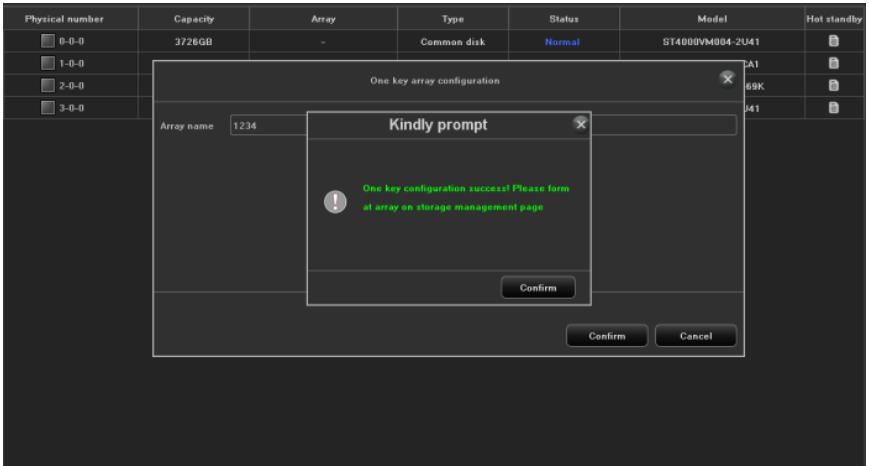 Physical number Capacity Array Type Status Model Hot standby
0-0-0 3726GB - Common disk Normal ST4000VM004-2U41
1-0-0 CA1
2-0-0 69K
3-0-0 J41
One key array configuration
Array name 1234
Kindly prompt
One key configuration success! Please form
at array on storage management page
Confirm
Confirm Cancel